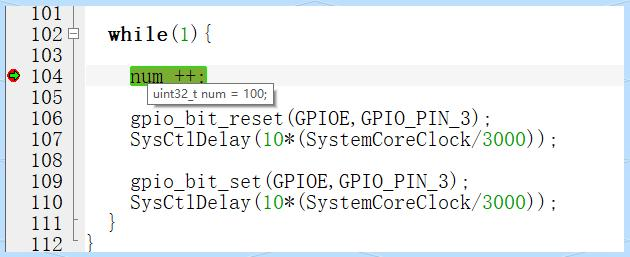 101
102 while(1){
103
104 num ++;
uint32_t num = 100;
105
106 gpio_bit_reset(GPIOE,GPIO_PIN_3);
107 SysCtlDelay(10*(SystemCoreClock/3000));
108
109 gpio_bit_set(GPIOE,GPIO_PIN_3);
110 SysCtlDelay(10*(SystemCoreClock/3000));
111 }
112 }